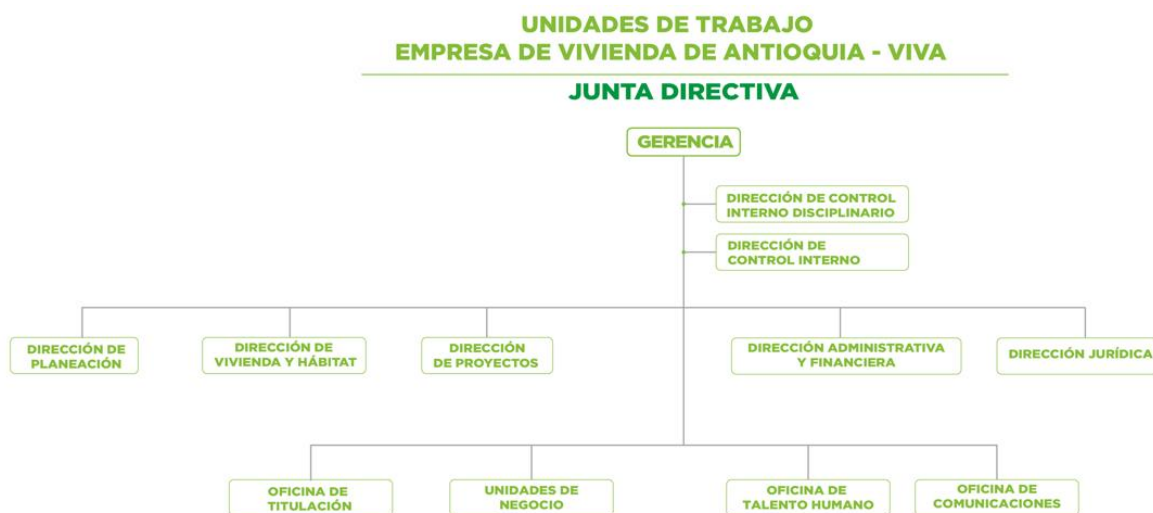 UNIDADES DE TRABAJO
EMPRESA DE VIVIENDA DE ANTIOQUIA - VIVA
JUNTA DIRECTIVA
GERENCIA
DIRECCIÓN DE CONTROL
INTERNO DISCIPLINARIO
DIRECCIÓN DE
CONTROL INTERNO
DIRECCIÓN DE
PLANEACIÓN
DIRECCIÓN DE
VIVIENDA Y HÁBITAT
DIRECCIÓN
DE PROYECTOS
DIRECCIÓN ADMINISTRATIVA
Y FINANCIERA
DIRECCIÓN JURÍDICA
OFICINA DE
TITULACIÓN
UNIDADES DE
NEGOCIO
OFICINA DE
TALENTO HUMANO
OFICINA DE
COMUNICACIONES